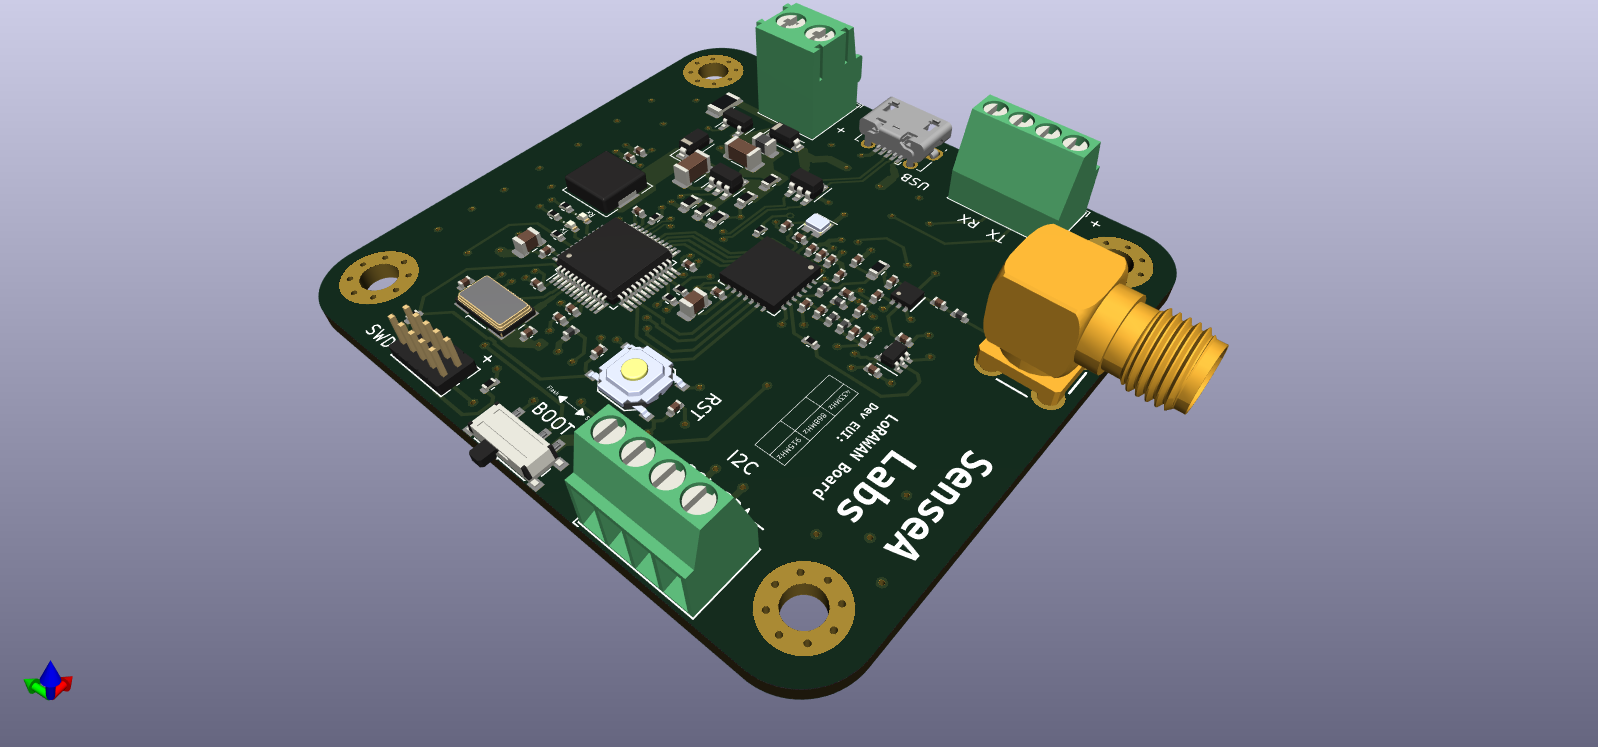 USB
TX RX
+
+
SWD
+
BOOT
RST
I2C
433MHz
868MHz
915MHz
SenseA
Labs
LoRAWAN Board
Dev EUI: